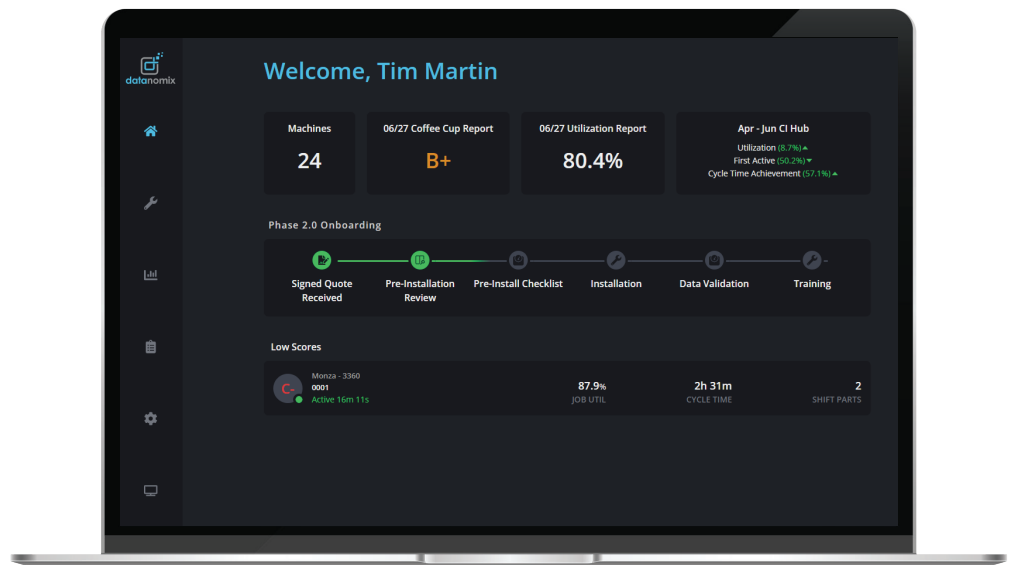 datanomix
Welcome, Tim Martin
Machines
24
06/27 Coffee Cup Report
B+
06/27 Utilization Report
80.4%
Apr - Jun CI Hub
Utilization (8.7%)▲
First Active (50.2%)▼
Cycle Time Achievement (57.1%)▲
Phase 2.0 Onboarding
Signed Quote
Received
Pre-Installation
Review
Pre-Install Checklist
Installation
Data Validation
Training
Low Scores
C-
Monza - 3360
0001
Active 16m 11s
87.9%
JOB UTIL
2h 31m
CYCLE TIME
2
SHIFT PARTS